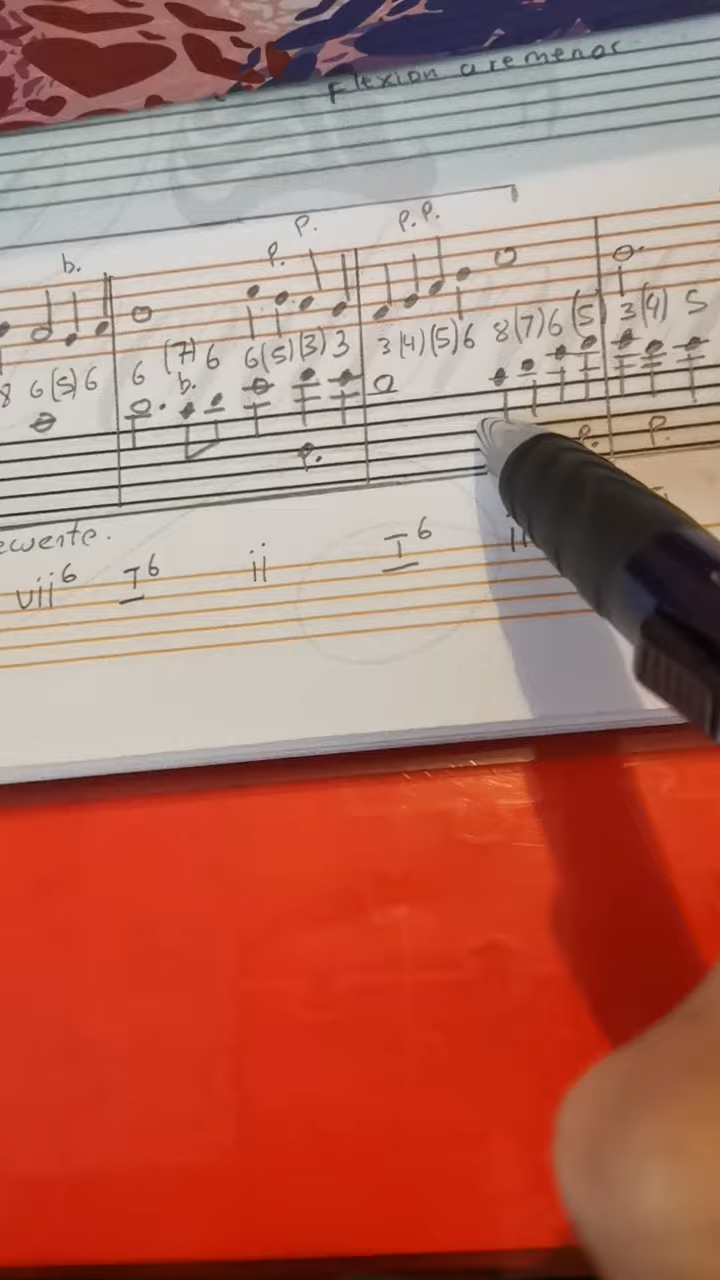 Flexion a re menor
b. p. p. p. p.
8 6 (5) 6 6 (7) 6 6 (5) (3) 3 3 (4) (5) 6 8 (7) 6 (5) 3 (4) 5
b.
p. p. p.
vii6 I6 ii I6